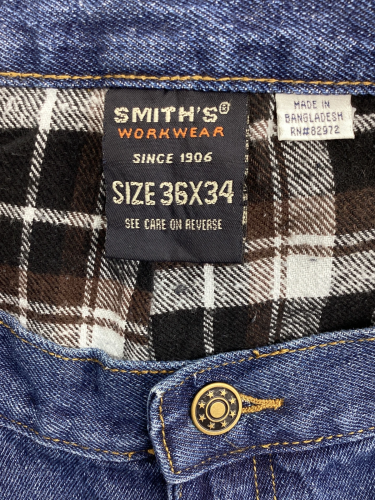 SMITH'S®
WORKWEAR
SINCE 1906
SIZE 36X34
SEE CARE ON REVERSE
MADE IN
BANGLADESH
RN#82972